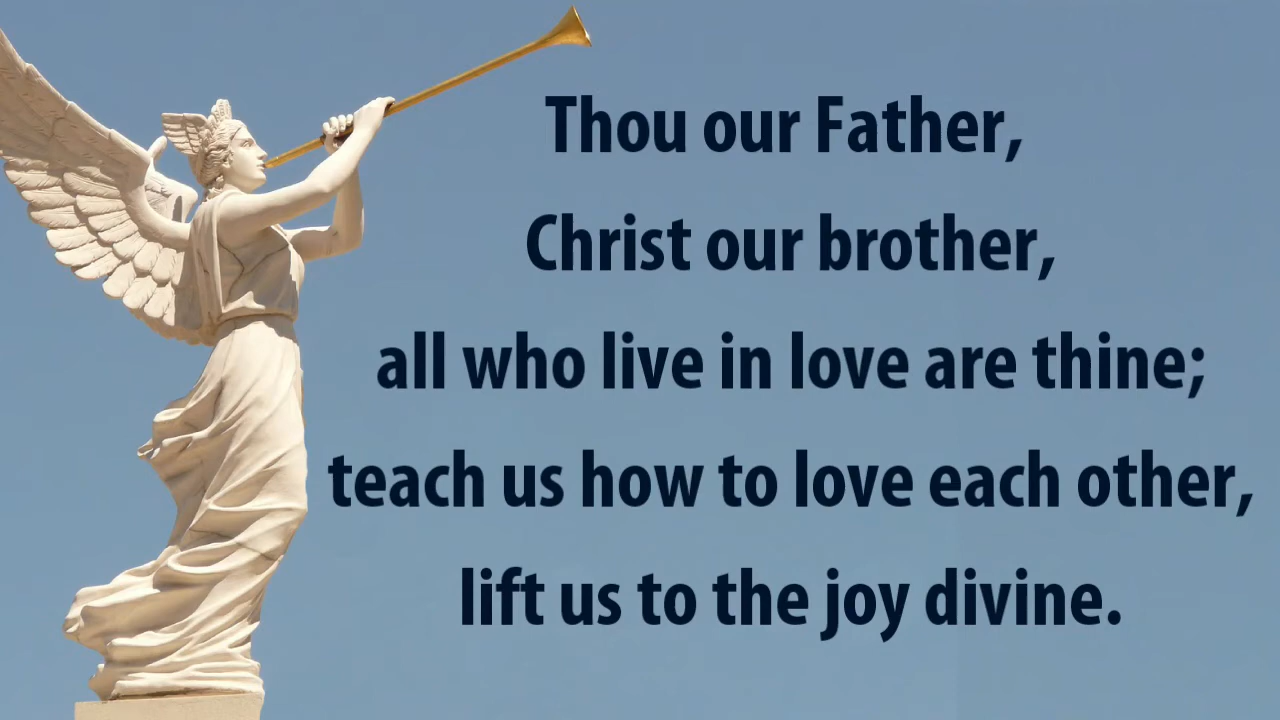 Thou our Father,
Christ our brother,
all who live in love are thine;
teach us how to love each other,
lift us to the joy divine.